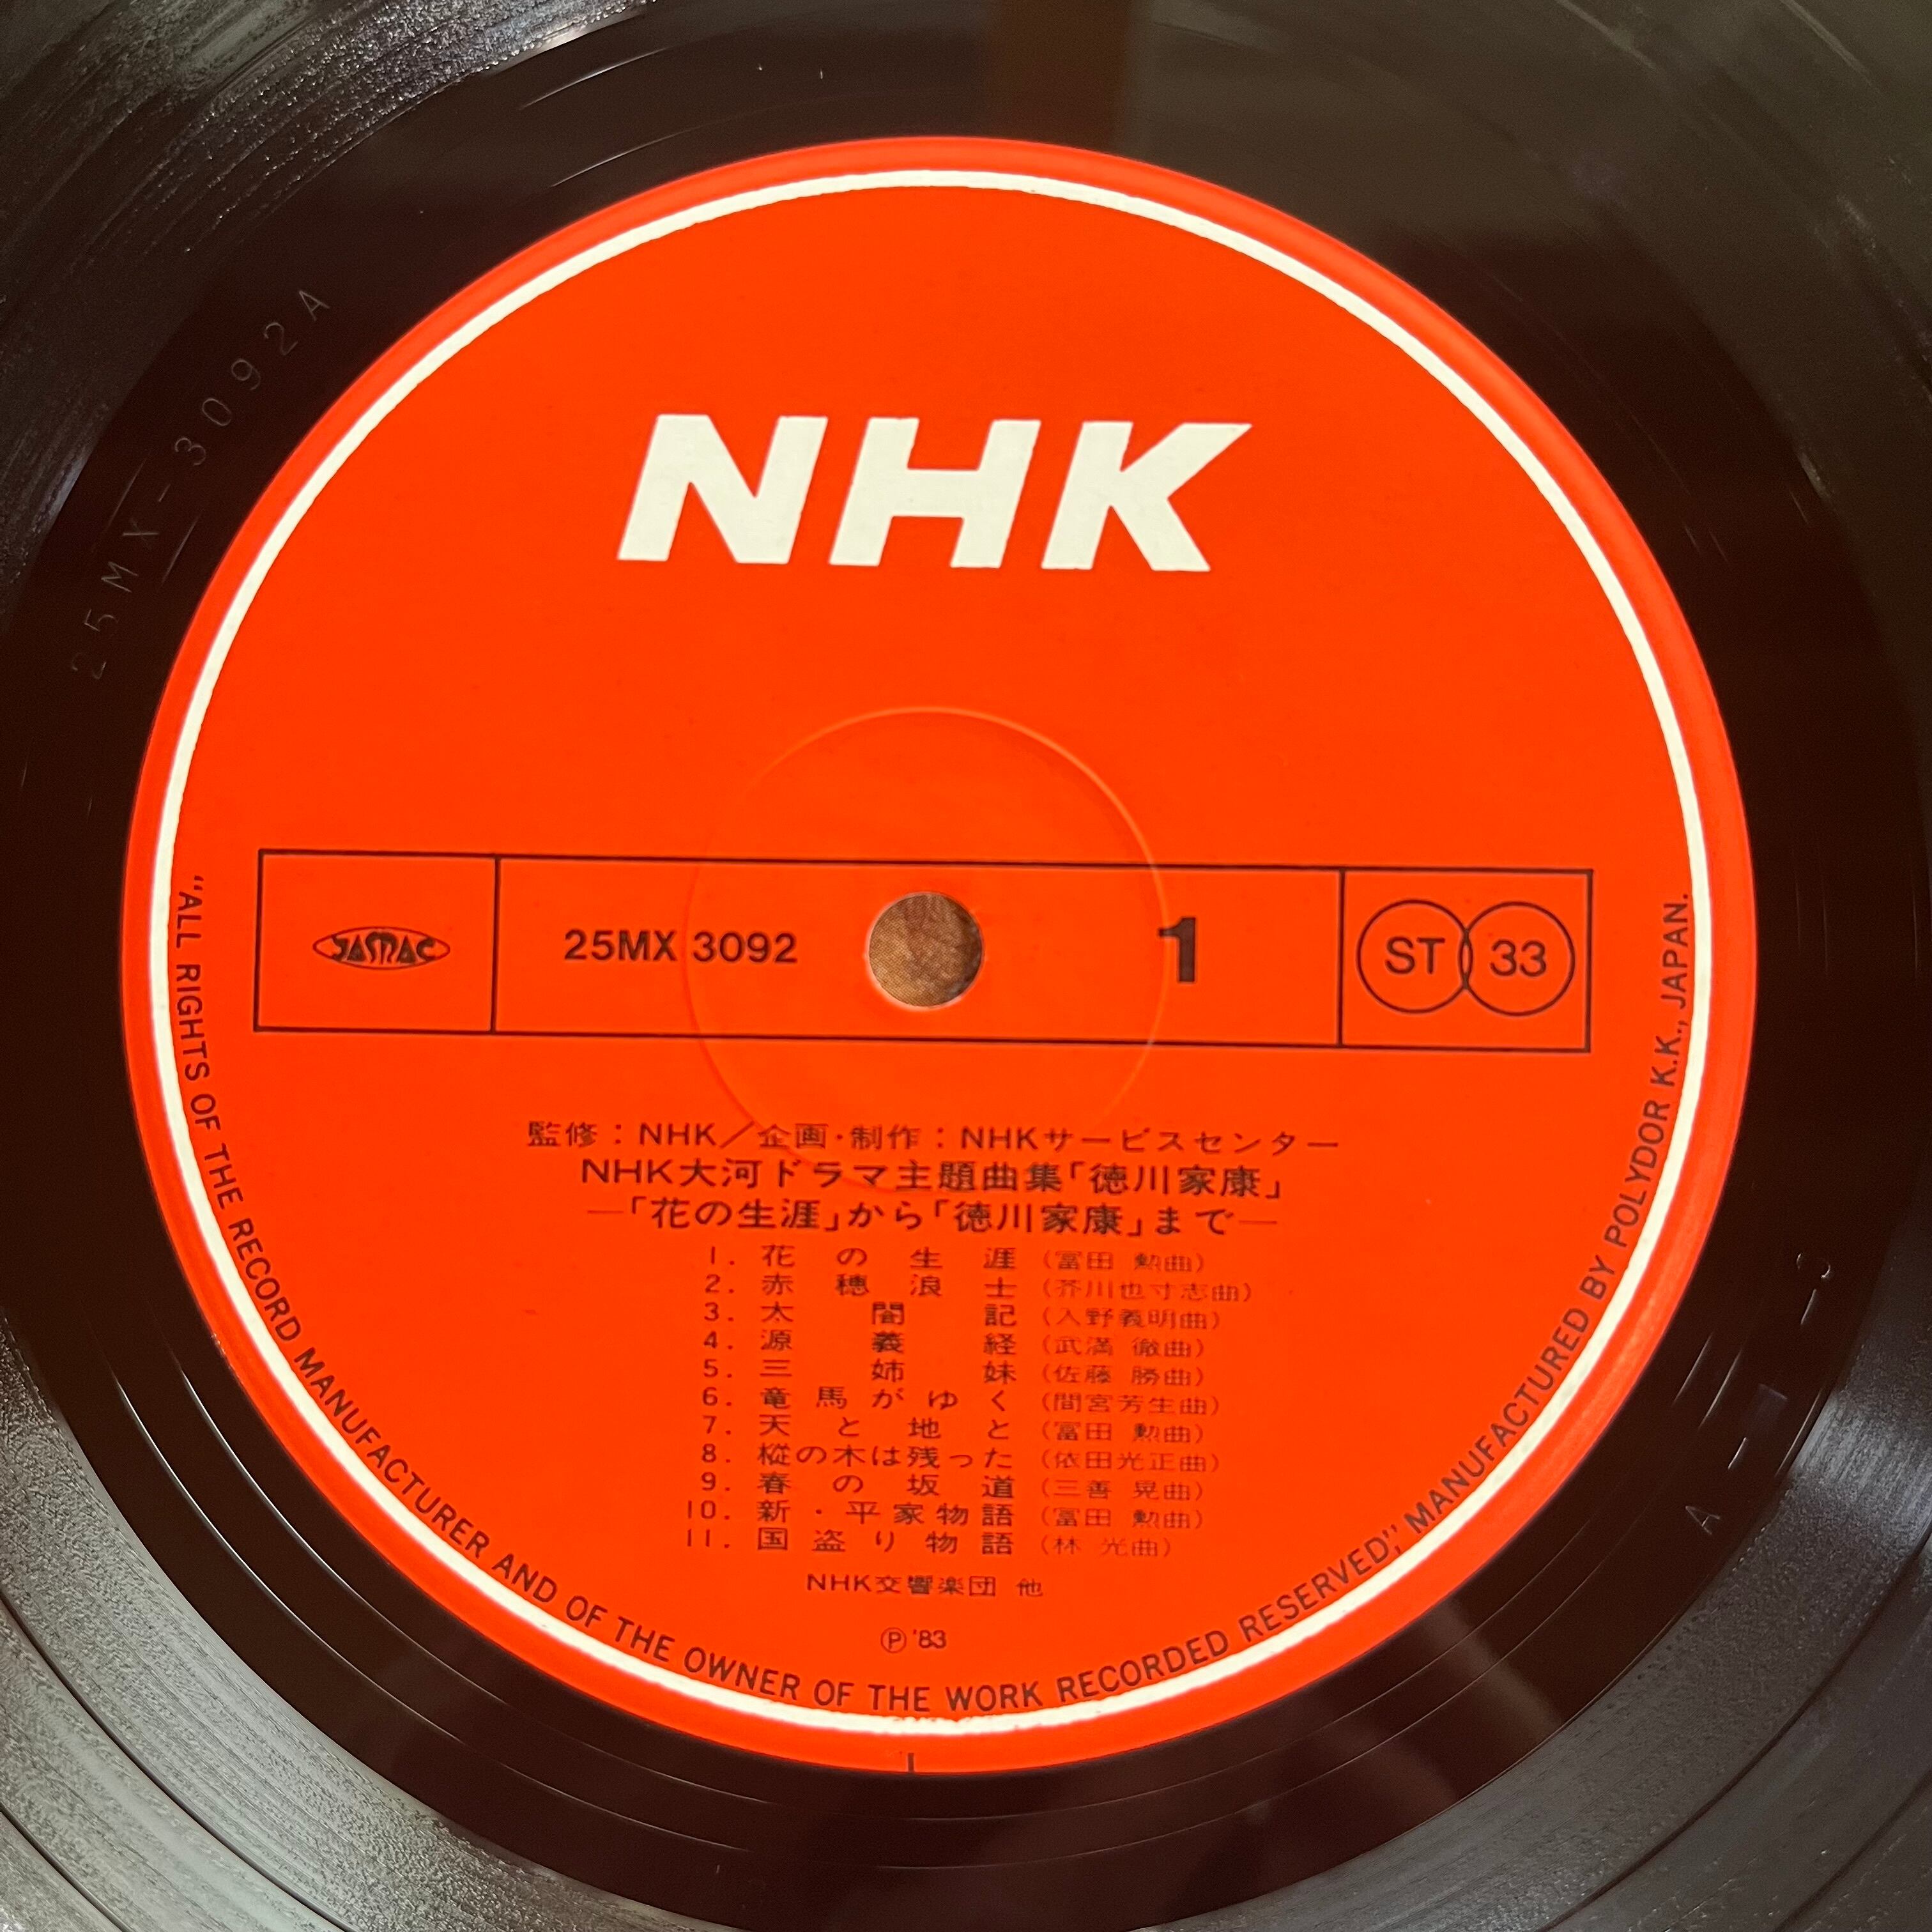 NHK
JASRAC
25MX 3092
1
ST 33
監修：NHK／企画・制作：NHKサービスセンター
NHK大河ドラマ主題曲集「徳川家康」
―「花の生涯」から「徳川家康」まで―
1. 花の生涯（冨田 勲曲）
2. 赤穂浪士（芥川也寸志曲）
3. 太閤記（入野義明曲）
4. 源義経（武満 徹曲）
5. 三姉妹（佐藤 勝曲）
6. 竜馬がゆく（間宮芳生曲）
7. 天と地と（冨田 勲曲）
8. 樅の木は残った（依田光正曲）
9. 春の坂道（三善 晃曲）
10. 新・平家物語（冨田 勲曲）
11. 国盗り物語（林 光曲）
NHK交響楽団 他
Ⓟ '83
"ALL RIGHTS OF THE RECORD MANUFACTURER AND OF THE OWNER OF THE WORK RECORDED RESERVED", MANUFACTURED BY POLYDOR K.K., JAPAN.
25MX-3092A